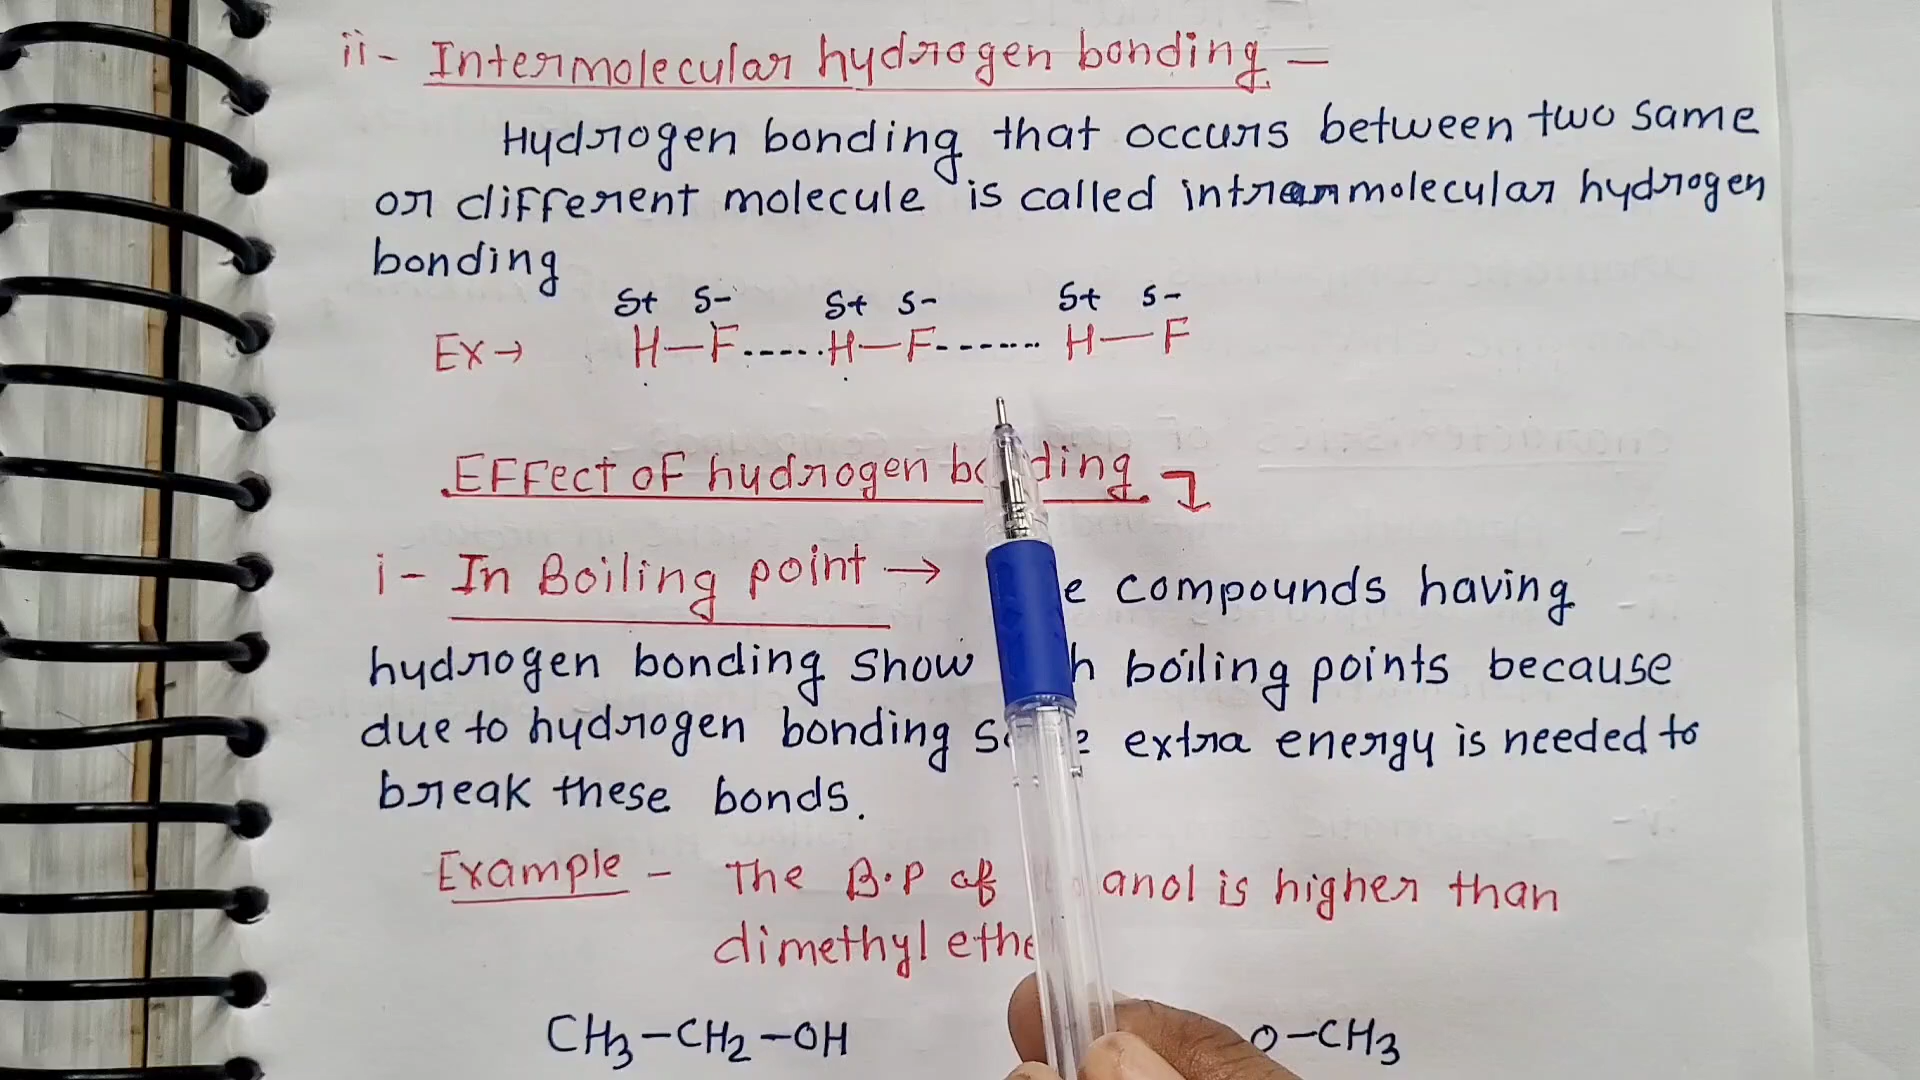 ii- Intermolecular hydrogen bonding –
Hydrogen bonding that occurs between two same
or different molecule is called intrammolecular hydrogen
bonding
δ+ δ- δ+ δ- δ+ δ-
Ex → H–F.....H–F...... H–F
Effect of hydrogen bonding
i- In Boiling point → compounds having
hydrogen bonding show boiling points because
due to hydrogen bonding extra energy is needed to
break these bonds.
Example – The B.P of is higher than
dimethyl
CH3–CH2–OH O–CH3